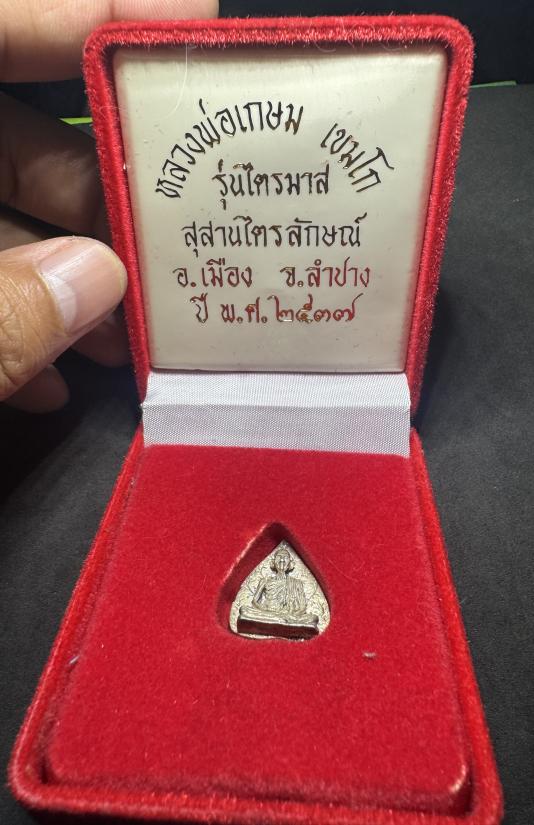 หลวงพ่อเกษม เขมโก
รุ่นไตรมาส
สุสานไตรลักษณ์
อ.เมือง จ.ลำปาง
ปี พ.ศ.๒๕๓๗